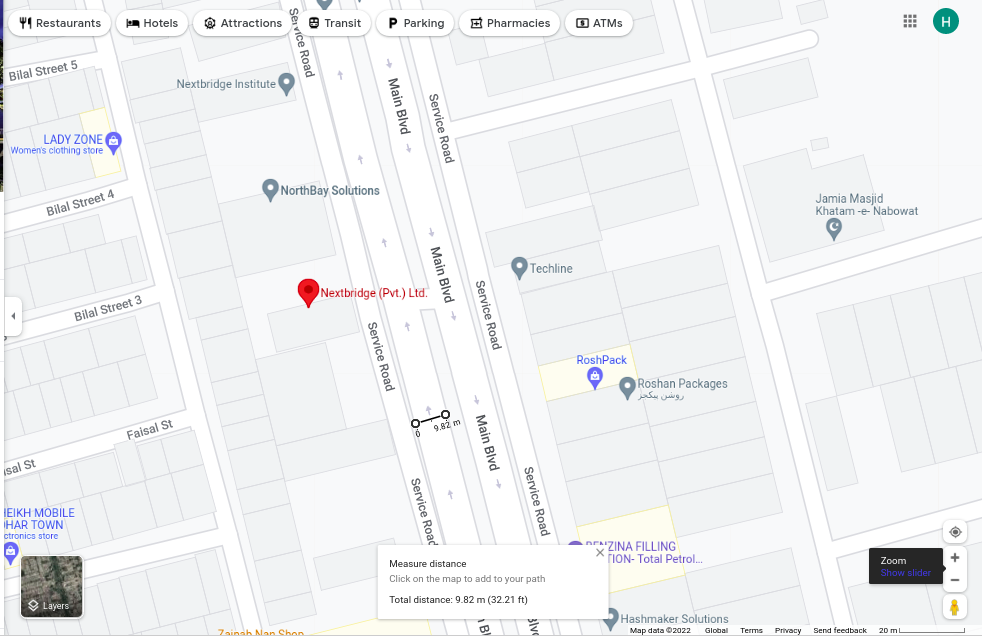 Restaurants
Hotels
Attractions
Transit
Parking
Pharmacies
ATMs
H
Service Road
Bilal Street 5
Nextbridge Institute
Main Blvd
Service Road
LADY ZONE
Women's clothing store
NorthBay Solutions
Bilal Street 4
Jamia Masjid
Khatam -e- Nabowat
Main Blvd
Techline
Nextbridge (Pvt.) Ltd.
Service Road
Bilal Street 3
Service Road
RoshPack
Roshan Packages
روشن پیکجز
0
9.82 m
Main Blvd
Faisal St
sal St
Service Road
Service Road
HEIKH MOBILE
OHAR TOWN
ctronics store
BENZINA FILLING
TION- Total Petrol...
Measure distance
Click on the map to add to your path
Total distance: 9.82 m (32.21 ft)
Zoom
Show slider
Layers
Hashmaker Solutions
Zainab Nan Shop
Map data ©2022
Global
Terms
Privacy
Send feedback
20 m